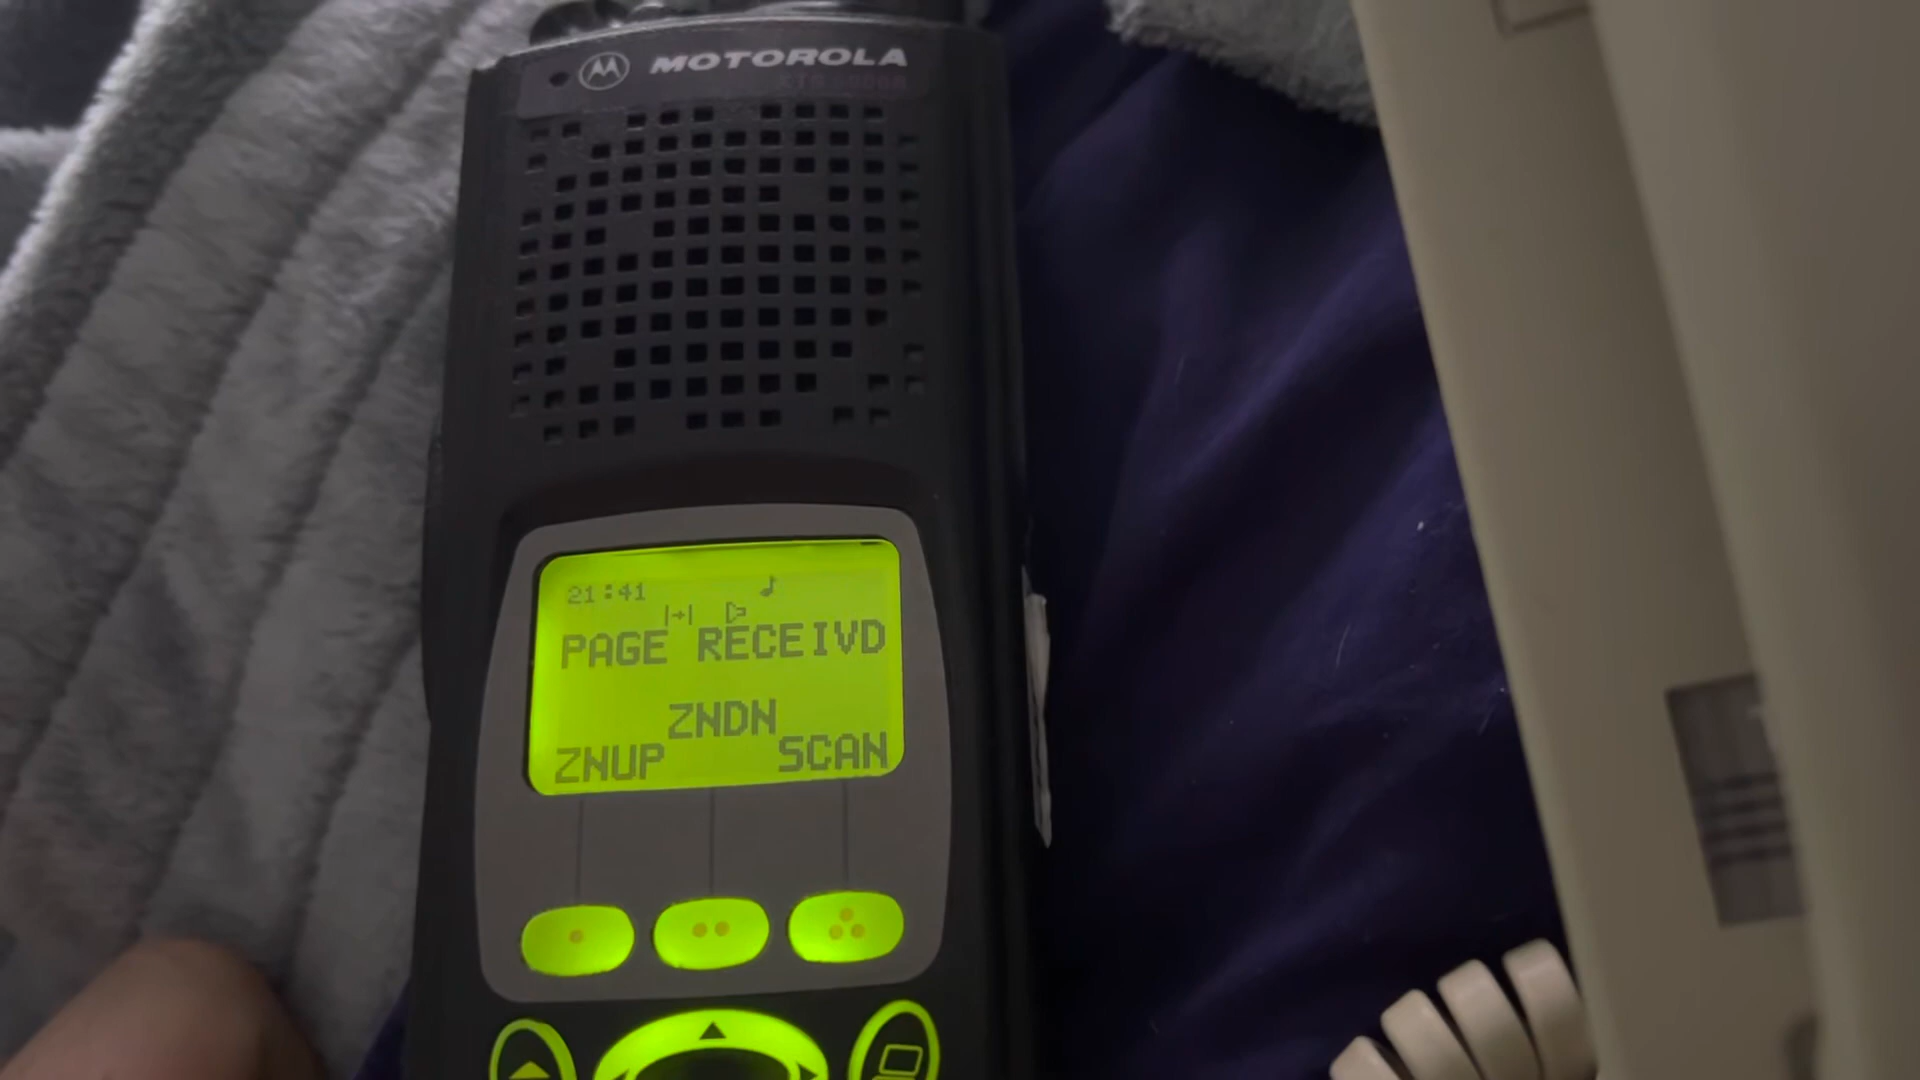 MOTOROLA
21:41
PAGE RECEIVD
ZNDN
ZNUP SCAN